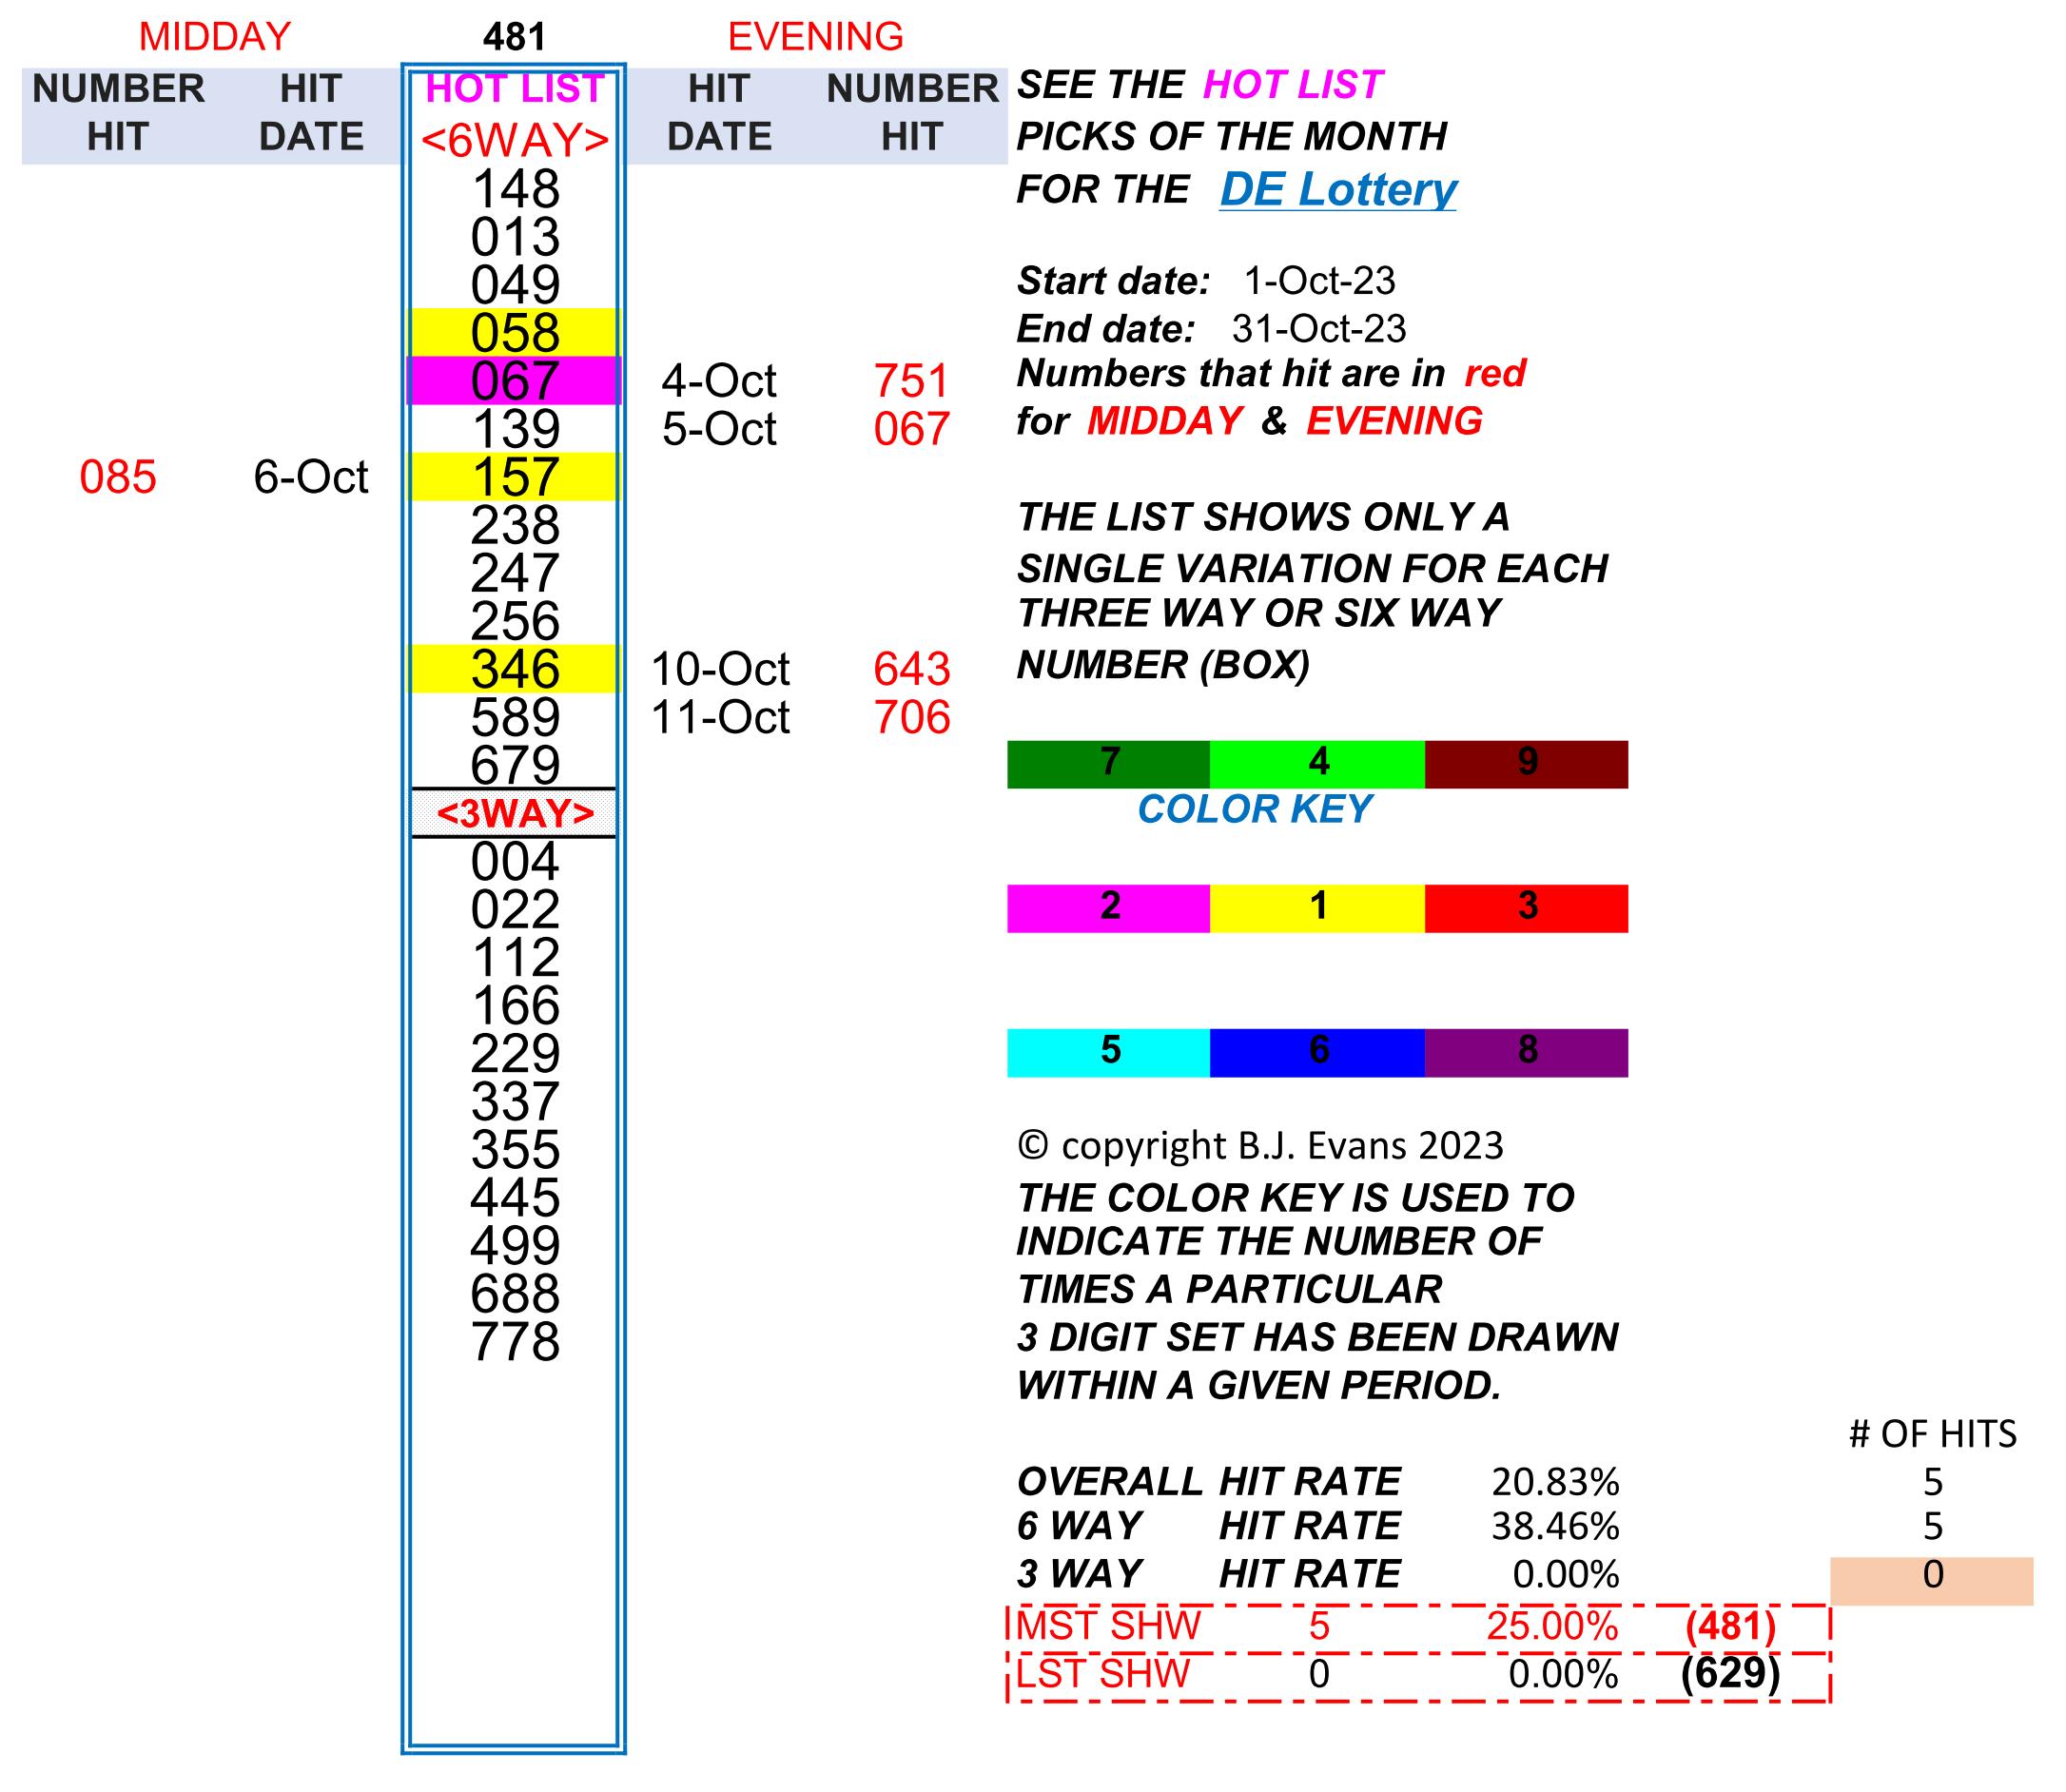 MIDDAY 481 EVENING
NUMBER HIT HOT LIST HIT NUMBER SEE THE HOT LIST
HIT DATE <6WAY> DATE HIT PICKS OF THE MONTH
148 FOR THE DE Lottery
013
049 Start date: 1-Oct-23
058 End date: 31-Oct-23
067 4-Oct 751 Numbers that hit are in red
139 5-Oct 067 for MIDDAY & EVENING
085 6-Oct 157
238 THE LIST SHOWS ONLY A
247 SINGLE VARIATION FOR EACH
256 THREE WAY OR SIX WAY
346 10-Oct 643 NUMBER (BOX)
589 11-Oct 706
679 7 4 9
<3WAY> COLOR KEY
004
022 2 1 3
112
166
229 5 6 8
337
355 © copyright B.J. Evans 2023
445 THE COLOR KEY IS USED TO
499 INDICATE THE NUMBER OF
688 TIMES A PARTICULAR
778 3 DIGIT SET HAS BEEN DRAWN
WITHIN A GIVEN PERIOD.
# OF HITS
OVERALL HIT RATE 20.83% 5
6 WAY HIT RATE 38.46% 5
3 WAY HIT RATE 0.00% 0
MST SHW 5 25.00% (481)
LST SHW 0 0.00% (629)